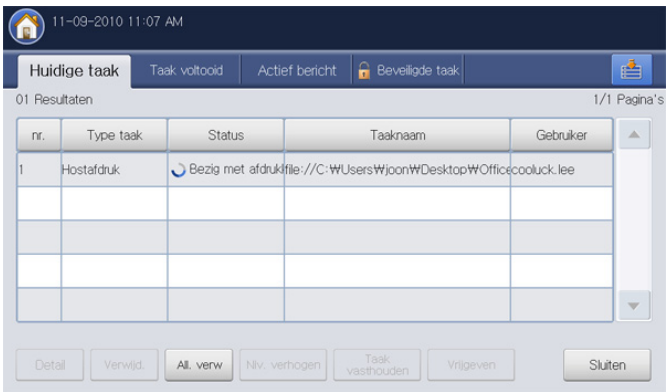 11-09-2010 11:07 AM
Huidige taak Taak voltooid Actief bericht Beveiligde taak
01 Resultaten 1/1 Pagina's
nr. Type taak Status Taaknaam Gebruiker
1 Hostafdruk Bezig met afdruk file://C:₩Users₩joon₩Desktop₩Office cooluck.lee
Detail Verwijd. All. verw Niv. verhogen Taak vasthouden Vrijgeven Sluiten